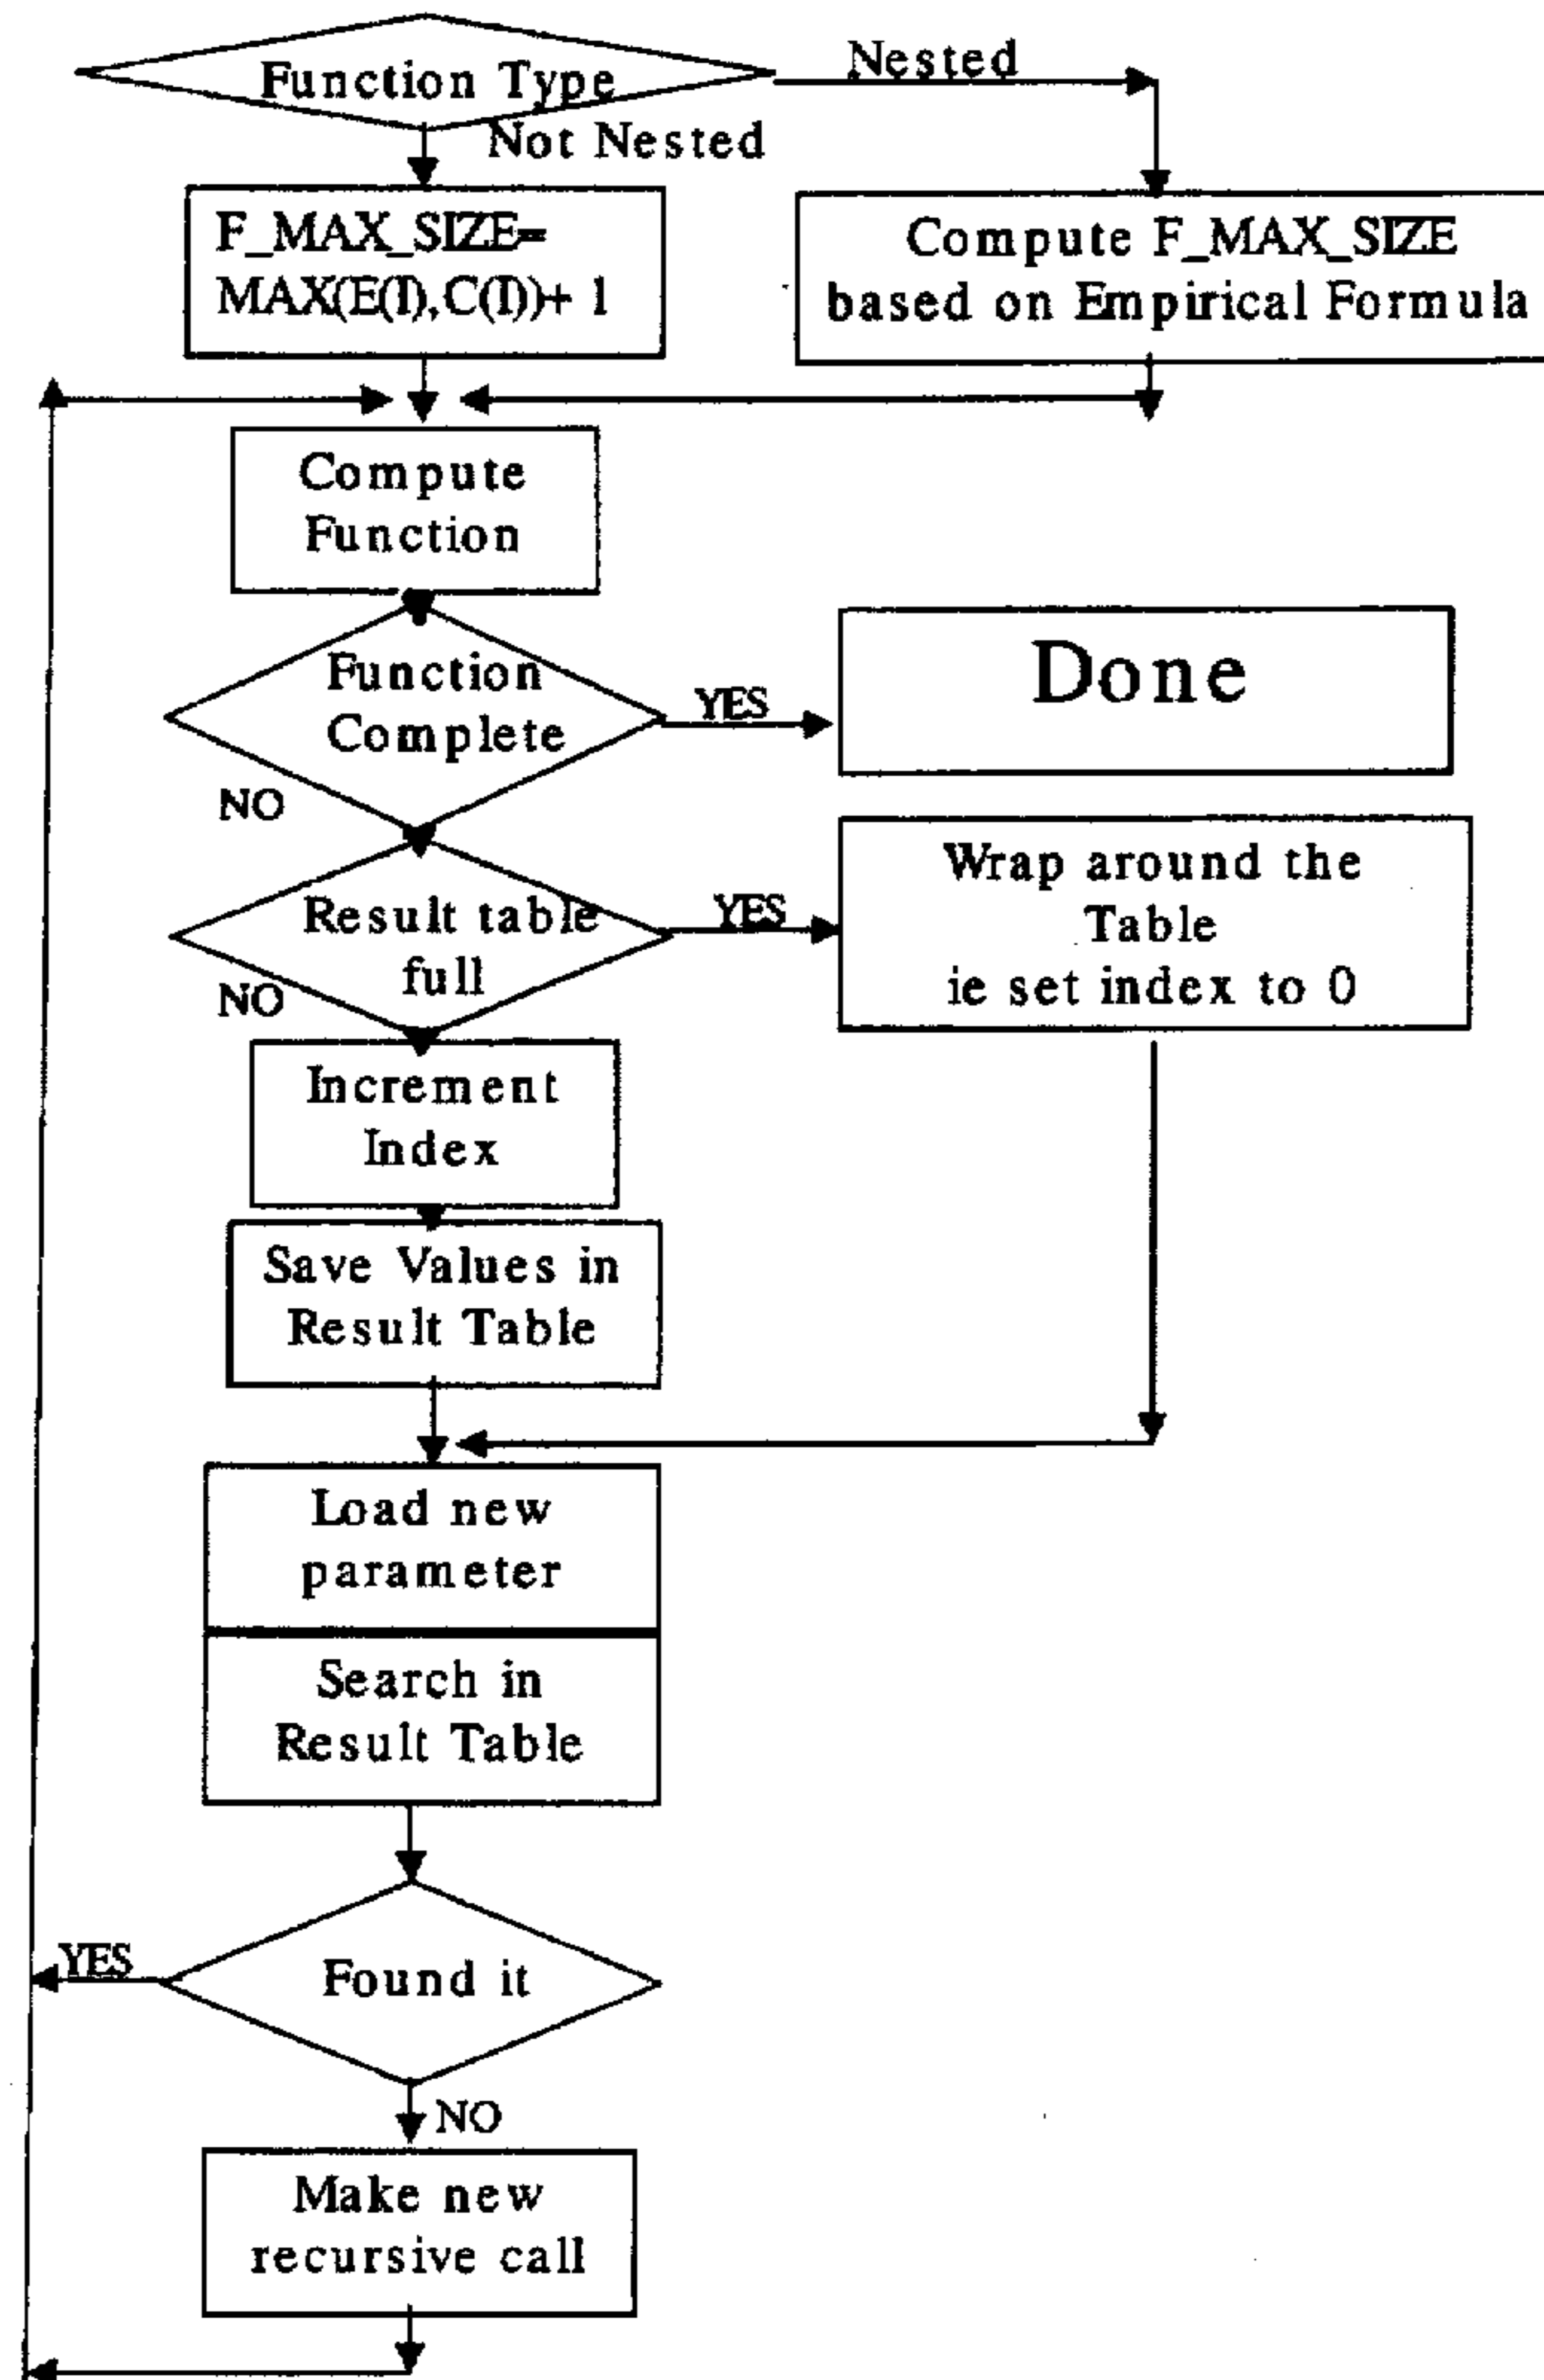 Function Type
Nested
Not Nested
F_MAX_SIZE=
MAX(E(I),C(I))+ 1
Compute F_MAX_SIZE
based on Empirical Formula
Compute
Function
Function
Complete
YES
Done
NO
Result table
full
YES
Wrap around the
Table
ie set index to 0
NO
Increment
Index
Save Values in
Result Table
Load new
parameter
Search in
Result Table
Found it
YES
NO
Make new
recursive call